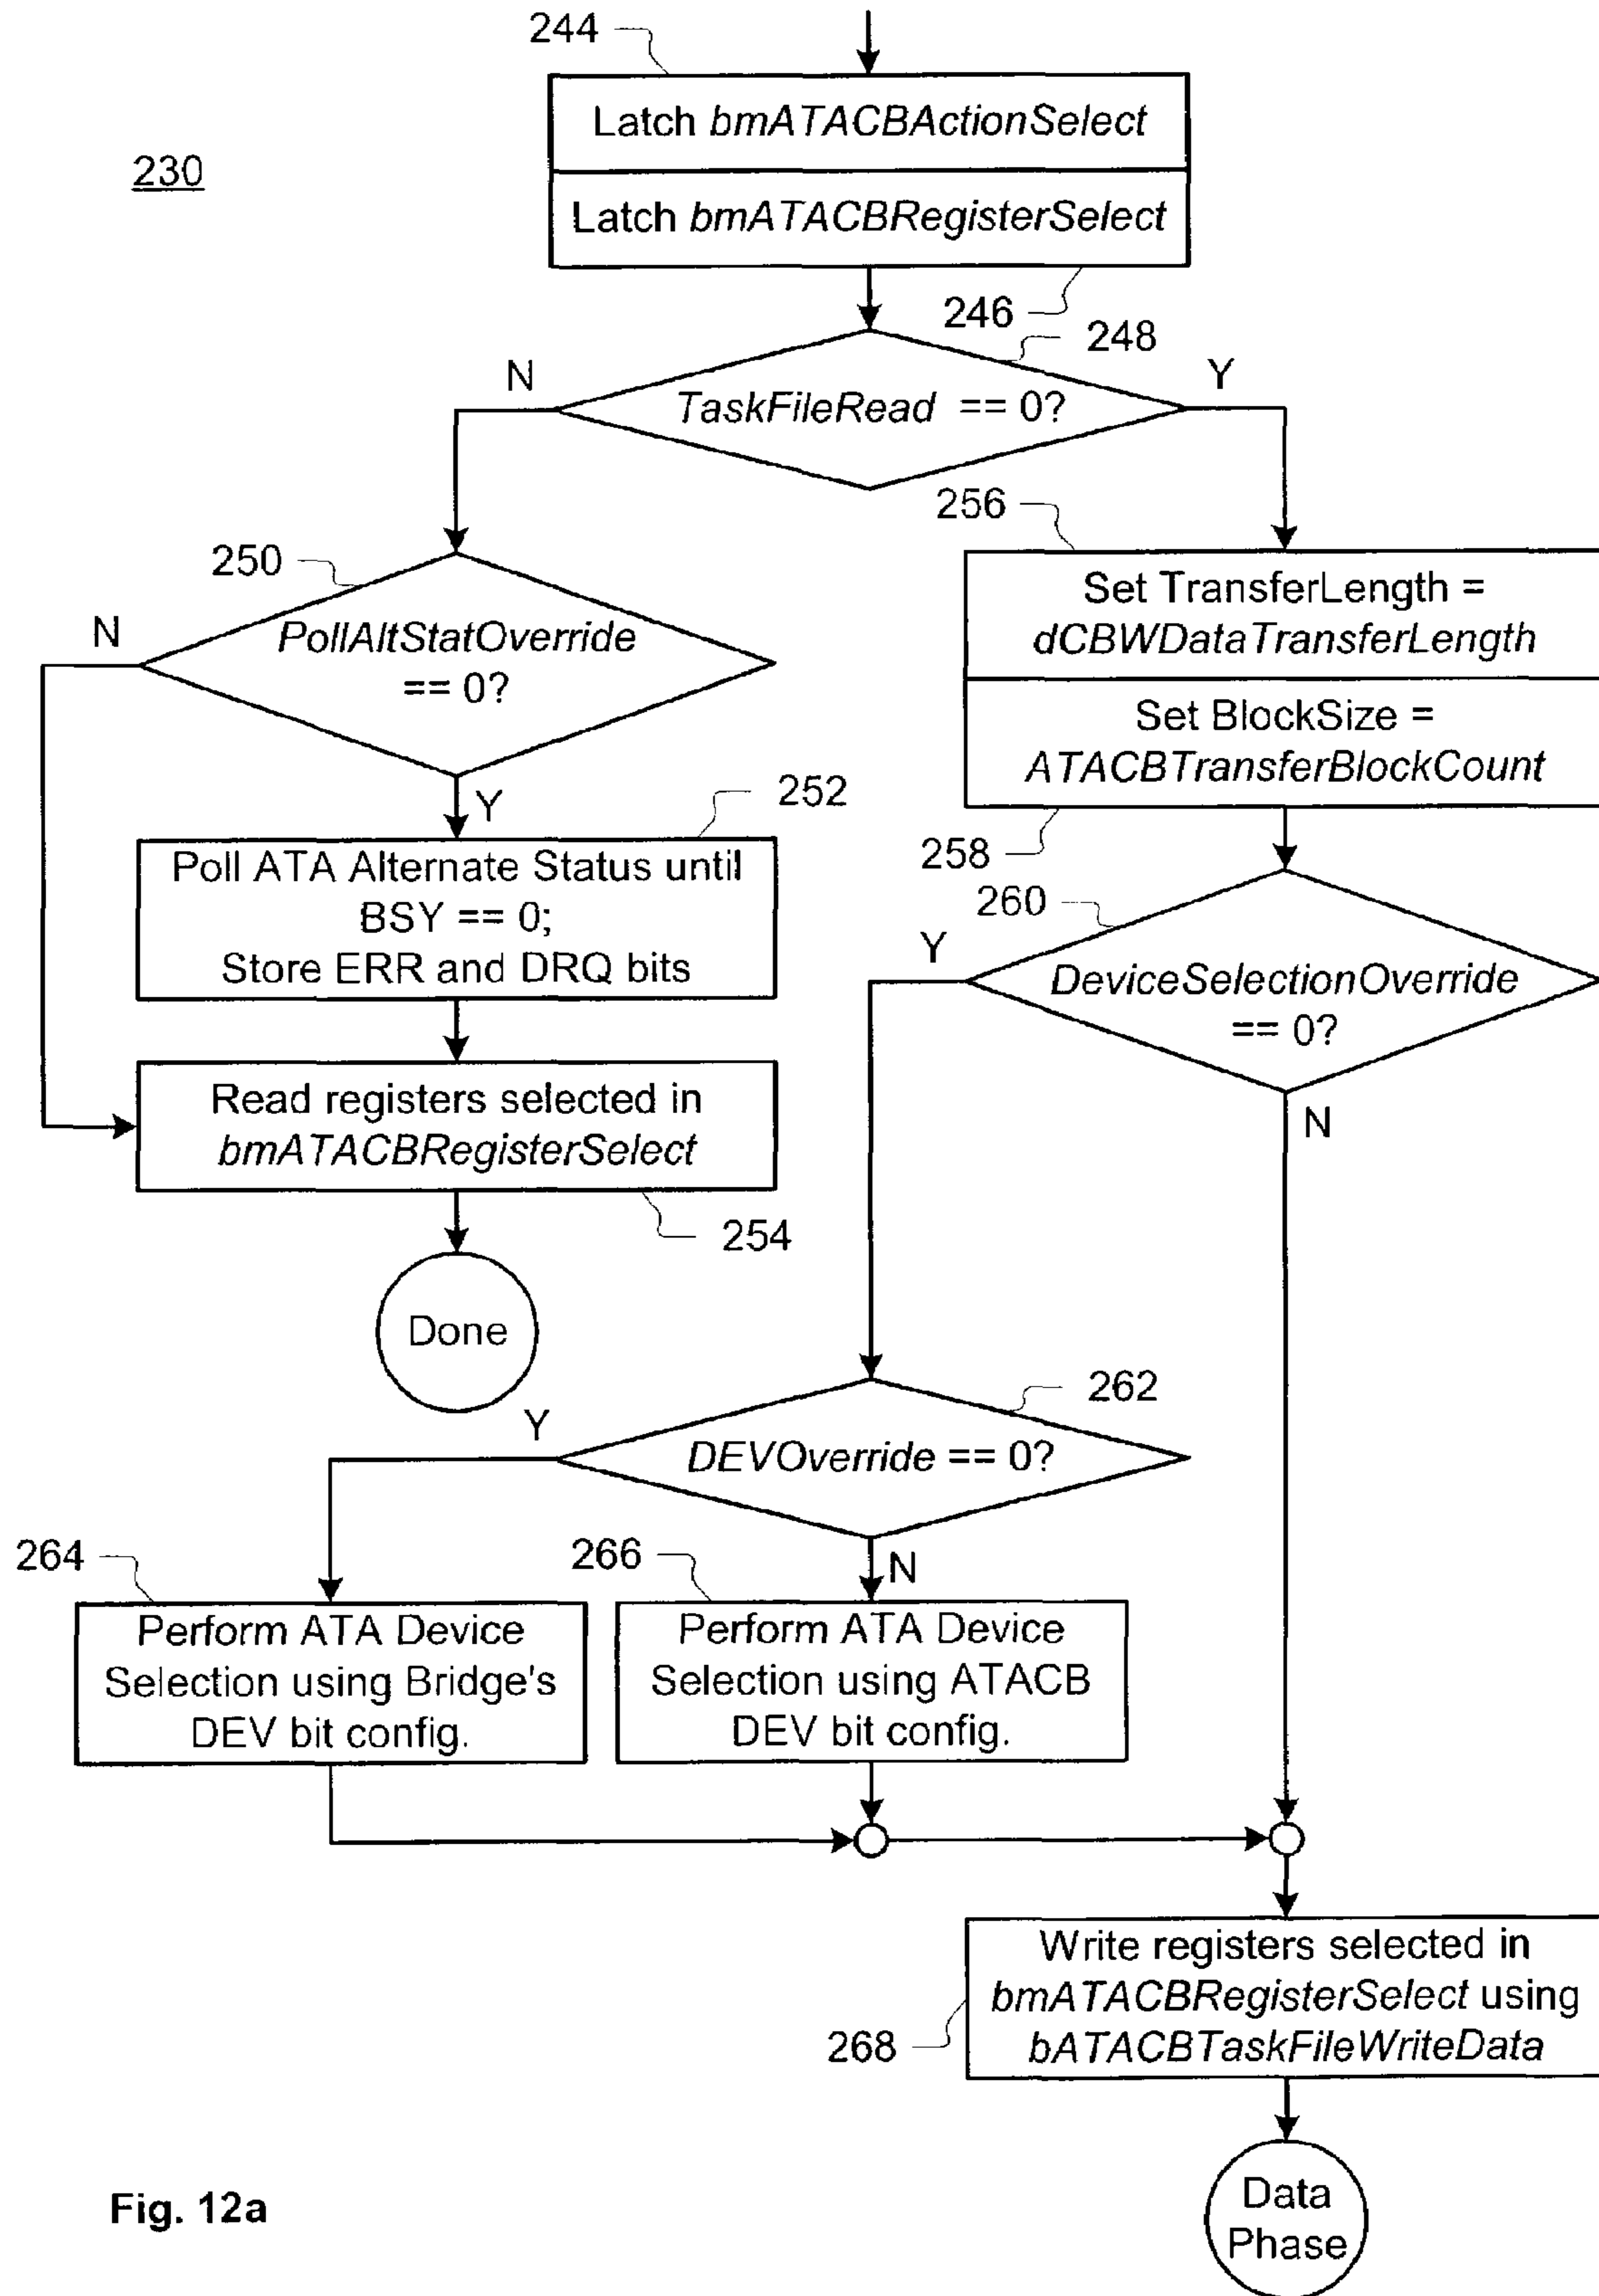 244
230
Latch bmATACBActionSelect
Latch bmATACBRegisterSelect
246
248
N
Y
TaskFileRead == 0?
256
250
Set TransferLength =
dCBWDataTransferLength
N
PollAltStatOverride
== 0?
Set BlockSize =
ATACBTransferBlockCount
Y
252
258
Poll ATA Alternate Status until
BSY == 0;
Store ERR and DRQ bits
260
Y
DeviceSelectionOverride
== 0?
N
Read registers selected in
bmATACBRegisterSelect
254
Done
262
Y
DEVOverride == 0?
264
266
N
Perform ATA Device
Selection using Bridge's
DEV bit config.
Perform ATA Device
Selection using ATACB
DEV bit config.
Write registers selected in
bmATACBRegisterSelect using
bATACBTaskFileWriteData
268
Data
Phase
Fig. 12a